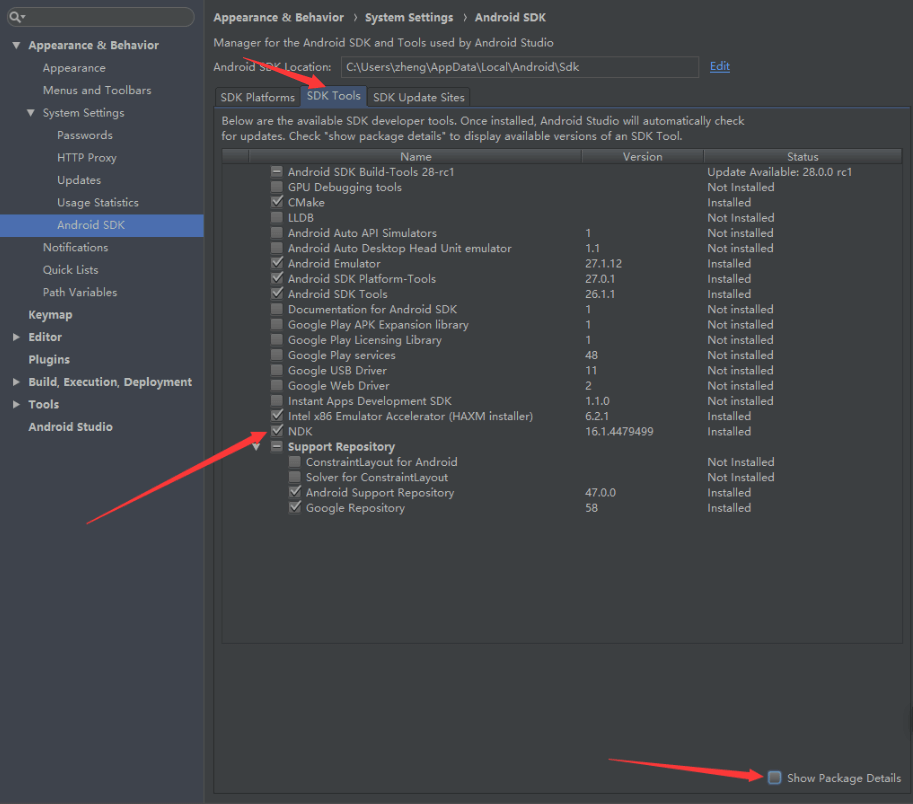 Appearance & Behavior
Appearance
Menus and Toolbars
System Settings
Passwords
HTTP Proxy
Updates
Usage Statistics
Android SDK
Notifications
Quick Lists
Path Variables
Keymap
Editor
Plugins
Build, Execution, Deployment
Tools
Android Studio
Appearance & Behavior › System Settings › Android SDK
Manager for the Android SDK and Tools used by Android Studio
Android SDK Location: C:\Users\zheng\AppData\Local\Android\Sdk Edit
SDK Platforms SDK Tools SDK Update Sites
Below are the available SDK developer tools. Once installed, Android Studio will automatically check
for updates. Check "show package details" to display available versions of an SDK Tool.
Name Version Status
Android SDK Build-Tools 28-rc1 Update Available: 28.0.0 rc1
GPU Debugging tools Not Installed
CMake Installed
LLDB Not Installed
Android Auto API Simulators 1 Not installed
Android Auto Desktop Head Unit emulator 1.1 Not installed
Android Emulator 27.1.12 Installed
Android SDK Platform-Tools 27.0.1 Installed
Android SDK Tools 26.1.1 Installed
Documentation for Android SDK 1 Not installed
Google Play APK Expansion library 1 Not installed
Google Play Licensing Library 1 Not installed
Google Play services 48 Not installed
Google USB Driver 11 Not installed
Google Web Driver 2 Not installed
Instant Apps Development SDK 1.1.0 Not installed
Intel x86 Emulator Accelerator (HAXM installer) 6.2.1 Installed
NDK 16.1.4479499 Installed
Support Repository
ConstraintLayout for Android Not Installed
Solver for ConstraintLayout Not Installed
Android Support Repository 47.0.0 Installed
Google Repository 58 Installed
Show Package Details